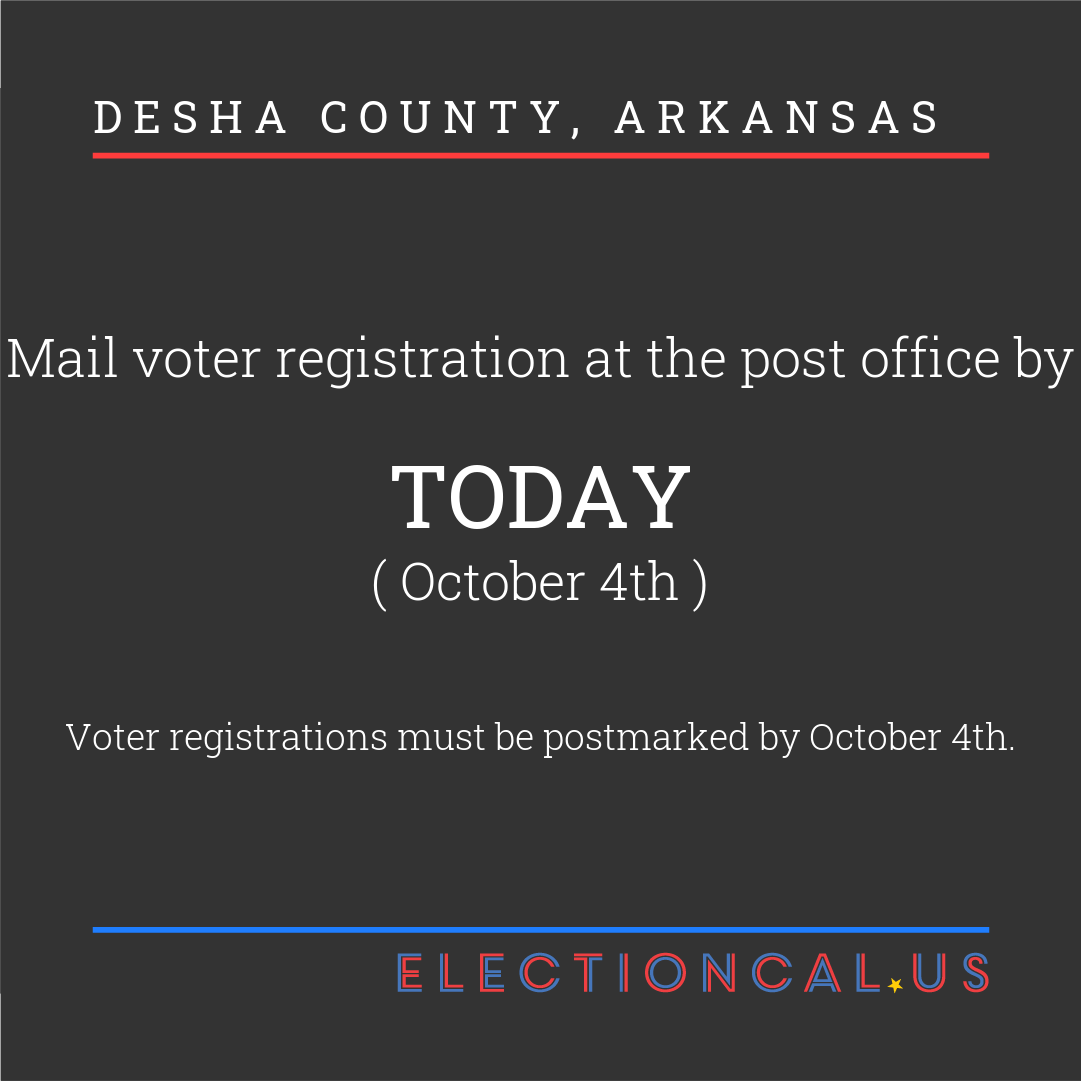 DESHA COUNTY, ARKANSAS
Mail voter registration at the post office by
TODAY
( October 4th )
Voter registrations must be postmarked by October 4th.
ELECTIONCAL.US